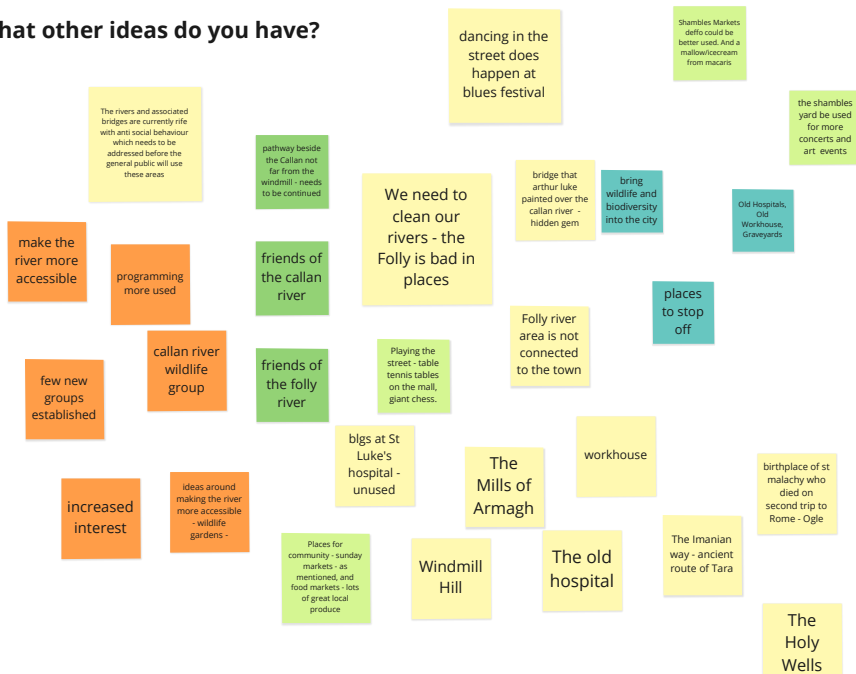 hat other ideas do you have?
dancing in the
street does
happen at
blues festival
Shambles Markets
deffo could be
better used. And a
mallow/icecream
from macaris
The rivers and associated
bridges are currently rife
with anti social behaviour
which needs to be
addressed before the
general public will use
these areas
the shambles
yard be used
for more
concerts and
art events
pathway beside
the Callan not
far from the
windmill - needs
to be continued
We need to
clean our
rivers - the
Folly is bad in
places
bridge that
arthur luke
painted over the
callan river -
hidden gem
bring
wildlife and
biodiversity
into the city
Old Hospitals,
Old
Workhouse,
Graveyards
make the
river more
accessible
programming
more used
friends of
the callan
river
places
to stop
off
Folly river
area is not
connected
to the town
callan river
wildlife
group
few new
groups
established
friends of
the folly
river
Playing the
street - table
tennis tables
on the mall,
giant chess.
blgs at St
Luke's
hospital -
unused
workhouse
The
Mills of
Armagh
birthplace of st
malachy who
died on
second trip to
Rome - Ogle
increased
interest
ideas around
making the river
more accessible
- wildlife
gardens -
Places for
community - sunday
markets - as
mentioned, and
food markets - lots
of great local
produce
Windmill
Hill
The old
hospital
The Imanian
way - ancient
route of Tara
The
Holy
Wells